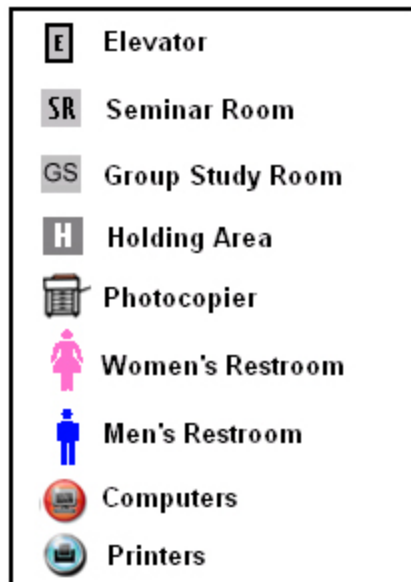 E Elevator
SR Seminar Room
GS Group Study Room
H Holding Area
Photocopier
Women's Restroom
Men's Restroom
Computers
Printers